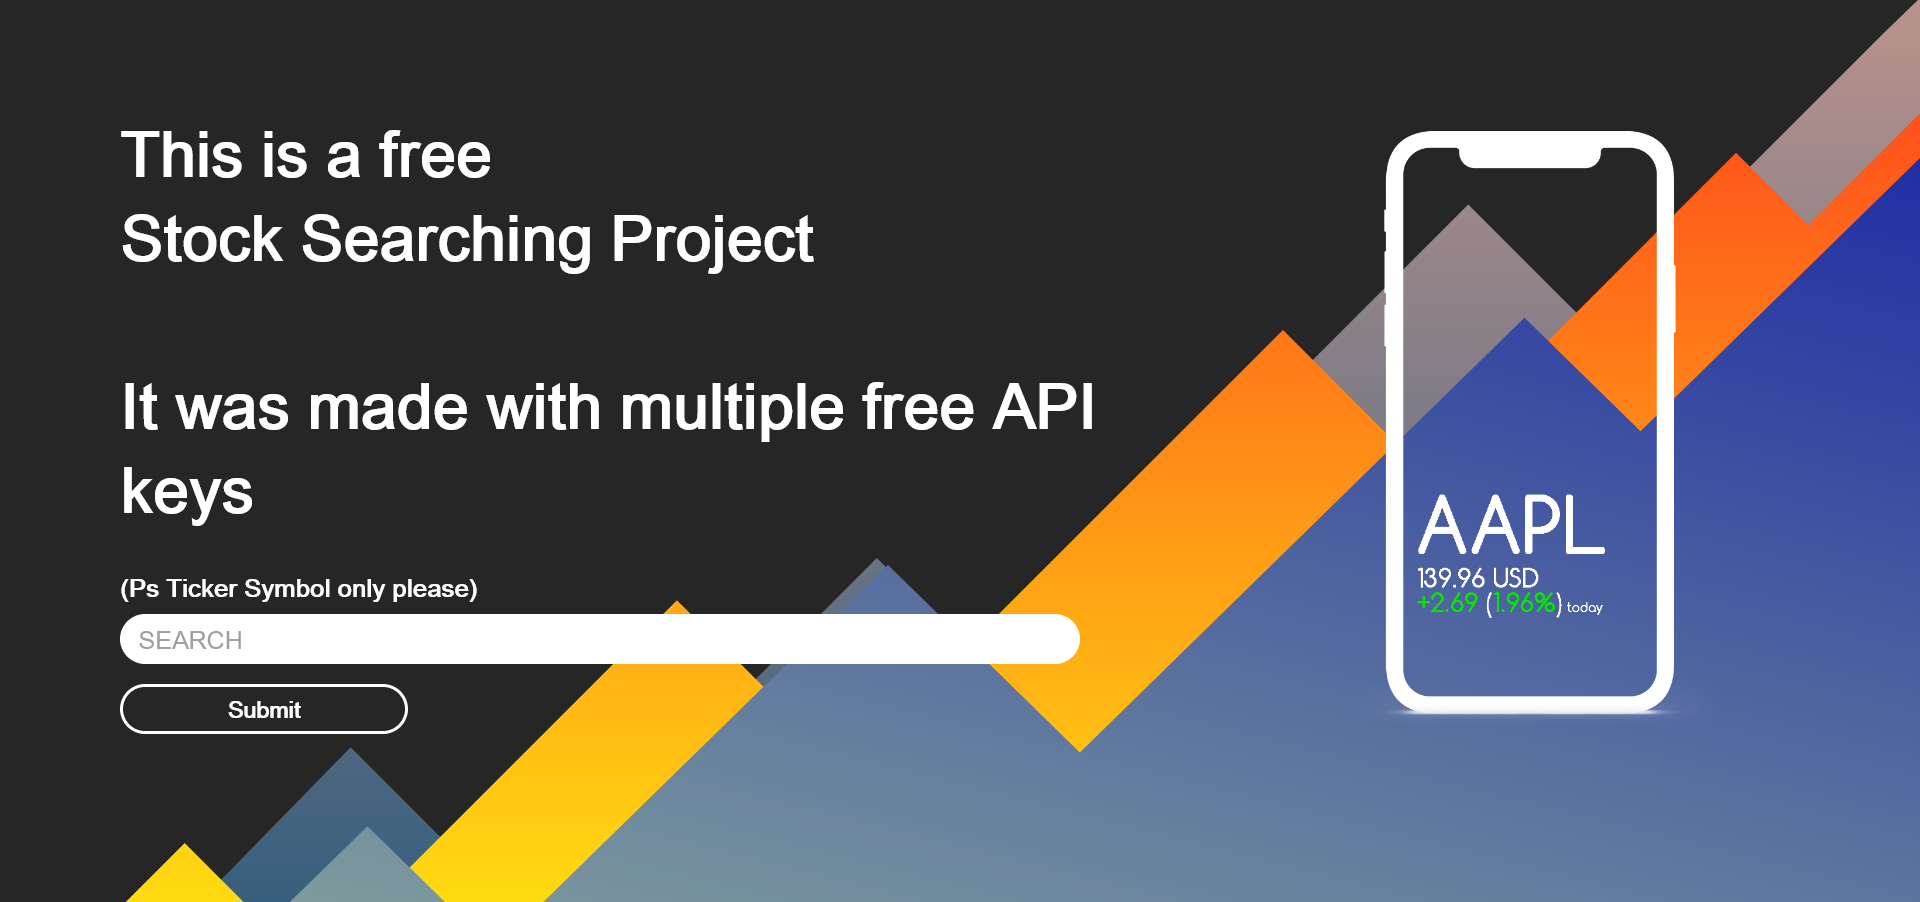 This is a free
Stock Searching Project
It was made with multiple free API
keys
(Ps Ticker Symbol only please)
SEARCH
Submit
AAPL
139.96 USD
+2.69 (1.96%) today